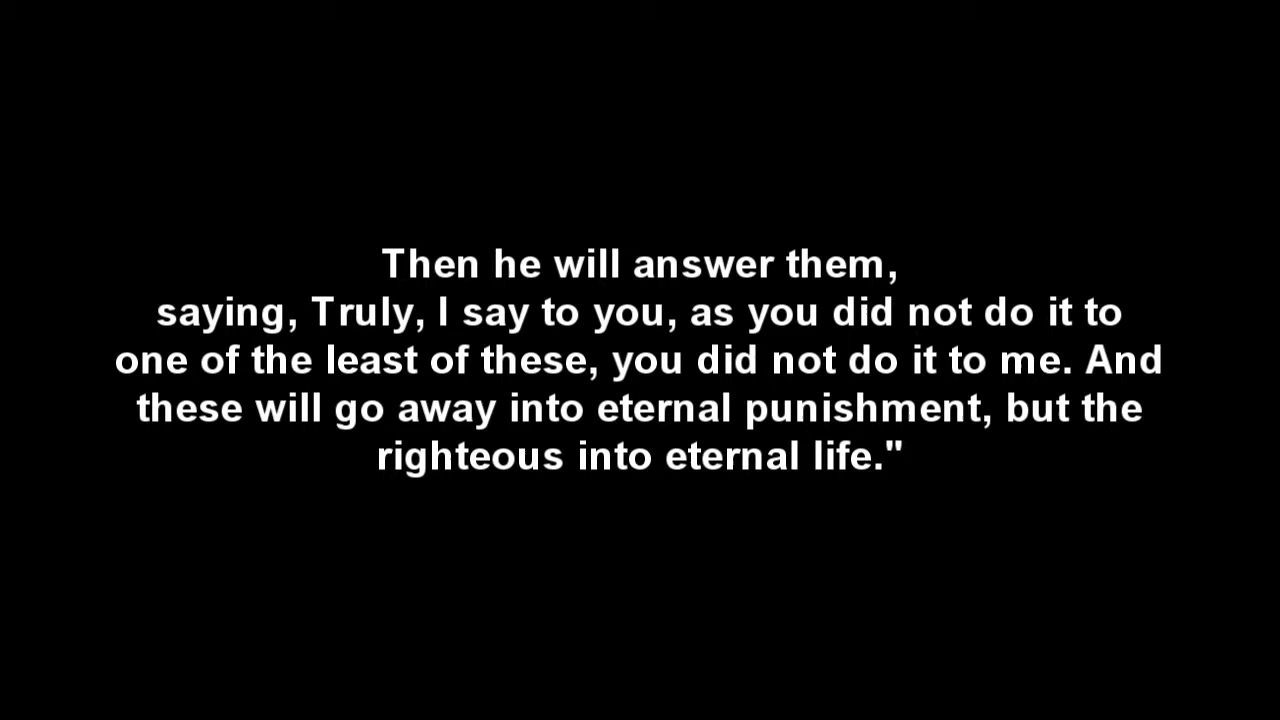 Then he will answer them,
saying, Truly, I say to you, as you did not do it to
one of the least of these, you did not do it to me. And
these will go away into eternal punishment, but the
righteous into eternal life."